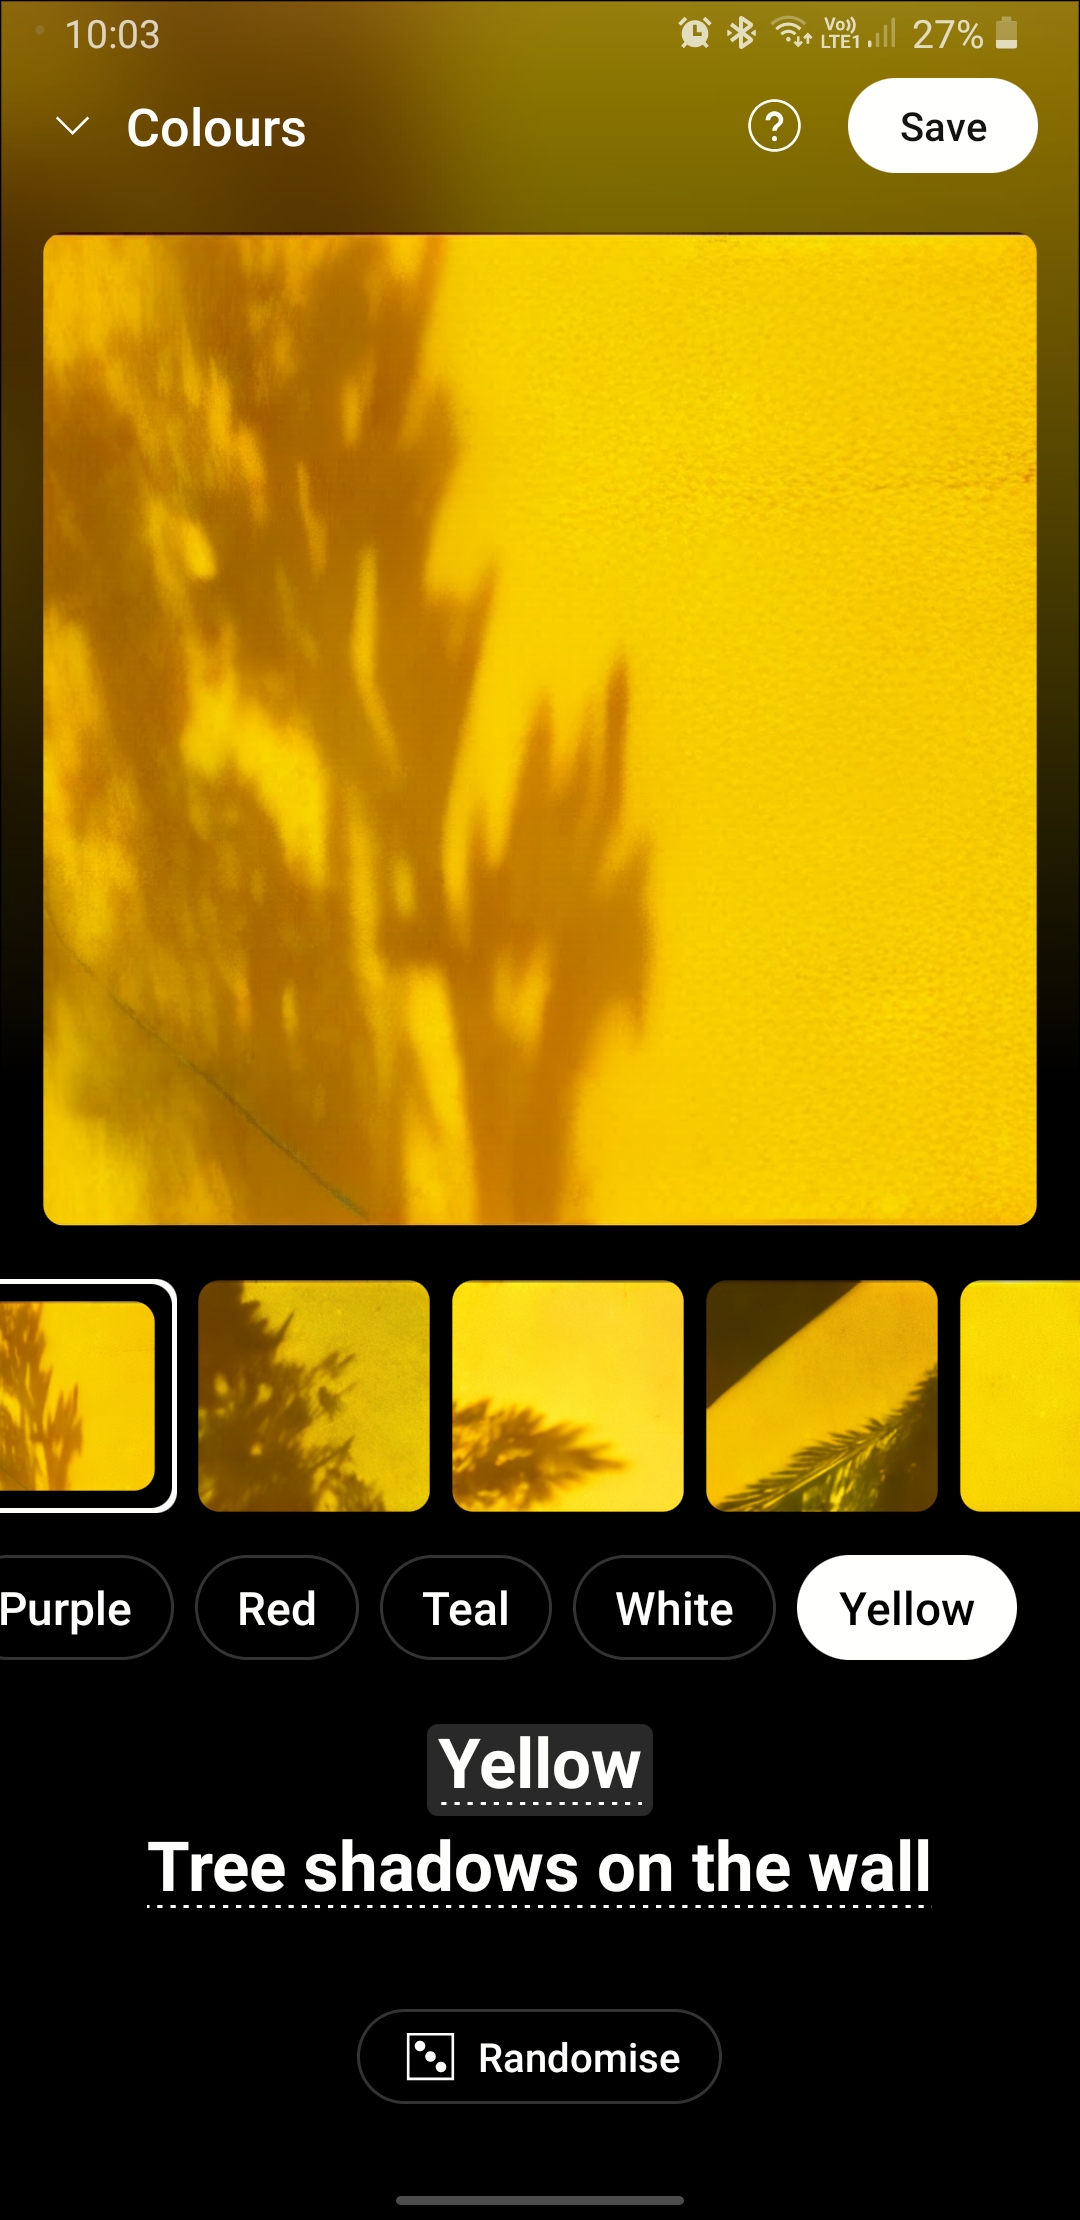 10:03
Vo)) LTE1 27%
Colours
Save
Purple
Red
Teal
White
Yellow
Yellow
Tree shadows on the wall
Randomise